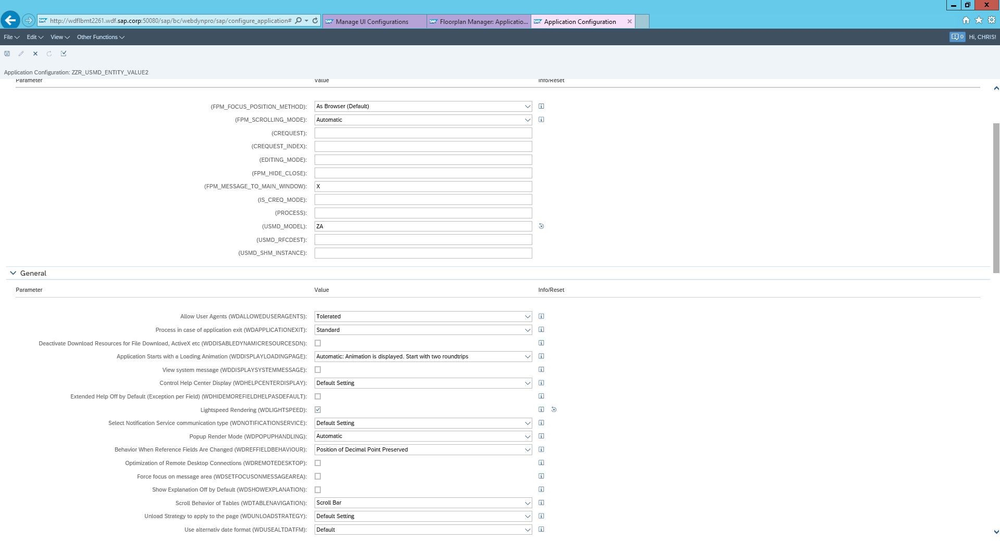 http://wdflbmt2261.wdf.sap.corp:50080/sap/bc/webdynpro/sap/configure_application#
Manage UI Configurations
Floorplan Manager: Applicatio...
Application Configuration
File Edit View Other Functions
0 Hi, CHRIS!
Application Configuration: ZZR_USMD_ENTITY_VALUE2
Parameter Value Info/Reset
(FPM_FOCUS_POSITION_METHOD): As Browser (Default)
(FPM_SCROLLING_MODE): Automatic
(CREQUEST):
(CREQUEST_INDEX):
(EDITING_MODE):
(FPM_HIDE_CLOSE):
(FPM_MESSAGE_TO_MAIN_WINDOW): X
(IS_CREQ_MODE):
(PROCESS):
(USMD_MODEL): ZA
(USMD_RFCDEST):
(USMD_SHM_INSTANCE):
General
Parameter Value Info/Reset
Allow User Agents (WDALLOWEDUSERAGENTS): Tolerated
Process in case of application exit (WDAPPLICATIONEXIT): Standard
Deactivate Download Resources for File Download, ActiveX etc (WDDISABLEDYNAMICRESOURCESDN):
Application Starts with a Loading Animation (WDDISPLAYLOADINGPAGE): Automatic: Animation is displayed. Start with two roundtrips
View system message (WDDISPLAYSYSTEMMESSAGE):
Control Help Center Display (WDHELPCENTERDISPLAY): Default Setting
Extended Help Off by Default (Exception per Field) (WDHIDEMOREFIELDHELPASDEFAULT):
Lightspeed Rendering (WDLIGHTSPEED):
Select Notification Service communication type (WDNOTIFICATIONSERVICE): Default Setting
Popup Render Mode (WDPOPUPHANDLING): Automatic
Behavior When Reference Fields Are Changed (WDREFFIELDBEHAVIOUR): Position of Decimal Point Preserved
Optimization of Remote Desktop Connections (WDREMOTEDESKTOP):
Force focus on message area (WDSETFOCUSONMESSAGEAREA):
Show Explanation Off by Default (WDSHOWEXPLANATION):
Scroll Behavior of Tables (WDTABLENAVIGATION): Scroll Bar
Unload Strategy to apply to the page (WDUNLOADSTRATEGY): Default Setting
Use alternativ date format (WDUSEALTDATFM): Default